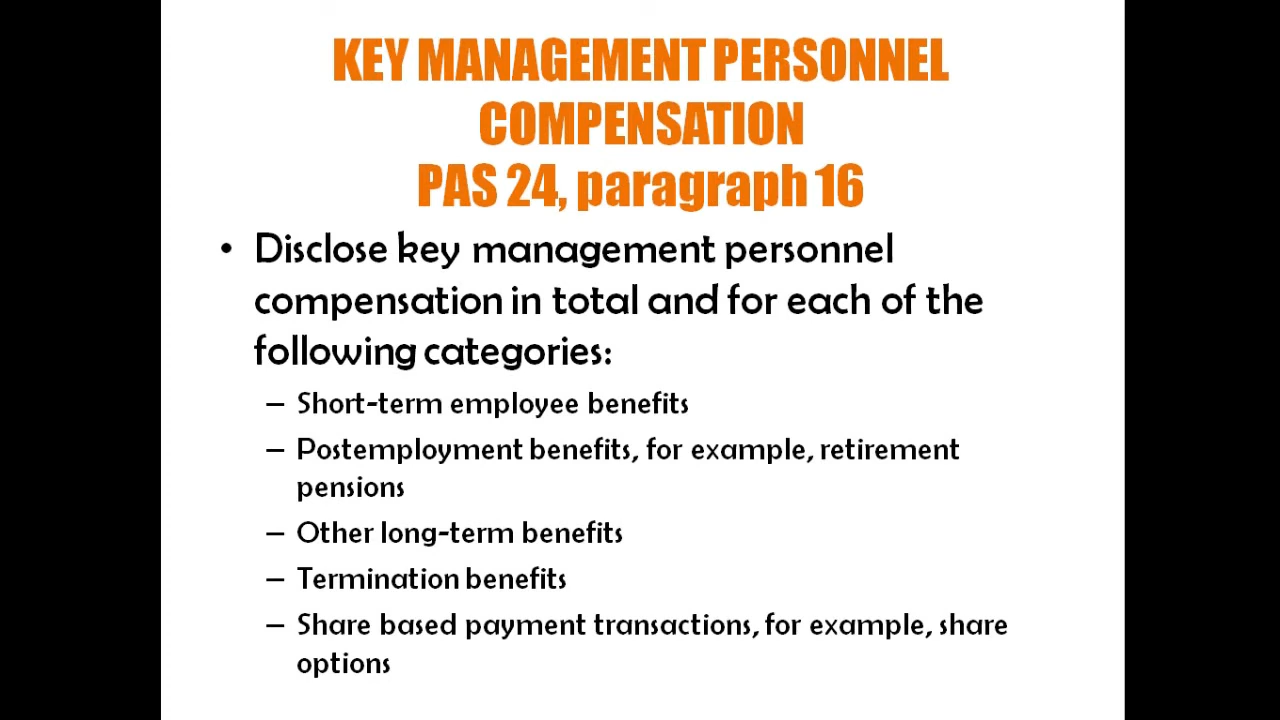 KEY MANAGEMENT PERSONNEL
COMPENSATION
PAS 24, paragraph 16
• Disclose key management personnel
compensation in total and for each of the
following categories:
– Short-term employee benefits
– Postemployment benefits, for example, retirement
pensions
– Other long-term benefits
– Termination benefits
– Share based payment transactions, for example, share
options